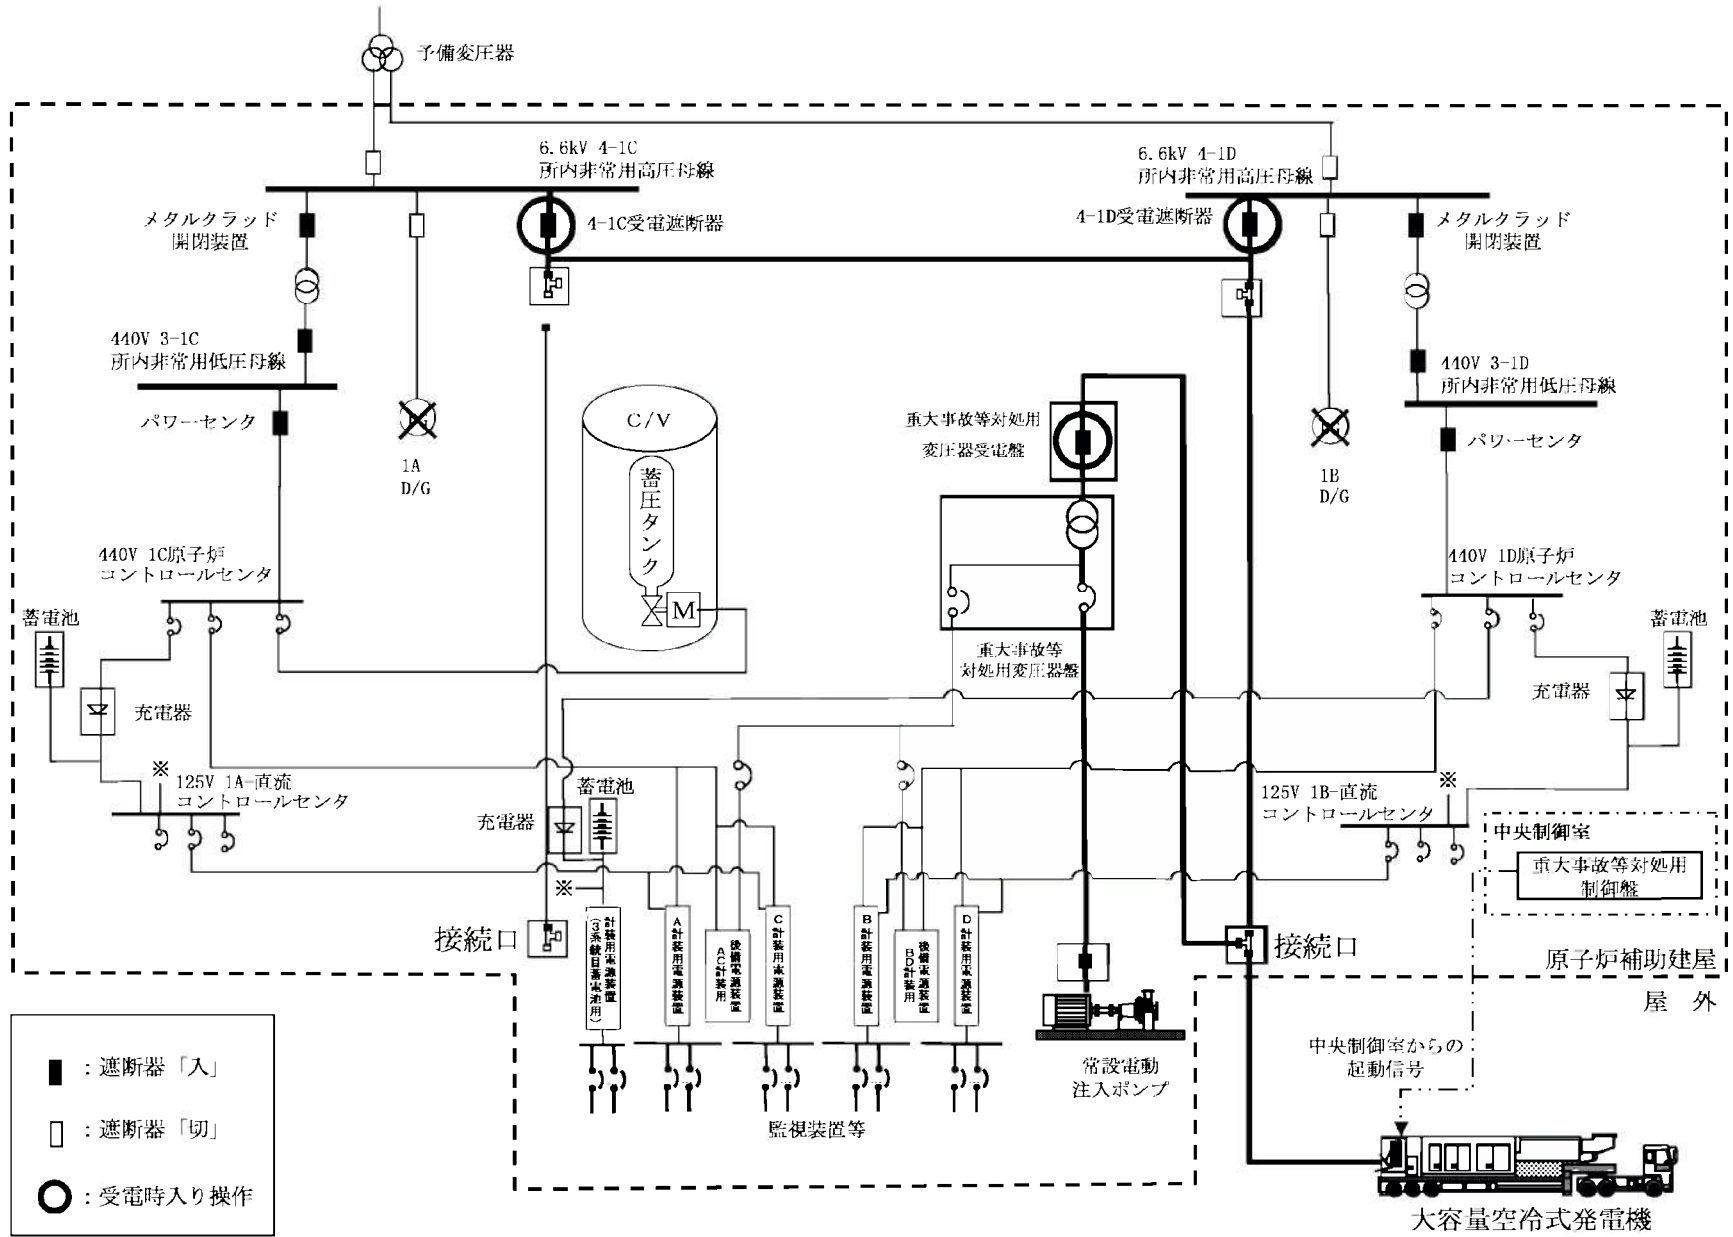 予備変圧器
6.6kV 4-1C
所内非常用高圧母線
6.6kV 4-1D
所内非常用高圧母線
メタルクラッド
開閉装置
4-1C受電遮断器
4-1D受電遮断器
メタルクラッド
開閉装置
440V 3-1C
所内非常用低圧母線
440V 3-1D
所内非常用低圧母線
パワーセンタ
C/V
蓄圧タンク
M
重大事故等対処用
変圧器受電盤
パワーセンタ
1A
D/G
1B
D/G
440V 1C原子炉
コントロールセンタ
440V 1D原子炉
コントロールセンタ
蓄電池
蓄電池
重大事故等
対処用変圧器盤
充電器
充電器
※
125V 1A-直流
コントロールセンタ
※
125V 1B-直流
コントロールセンタ
蓄電池
充電器
※
中央制御室
重大事故等対処用
制御盤
接続口
計装用電源装置
(3系統目蓄電池用)
A計装用電源装置
後備電源装置
AC計装用
C計装用電源装置
B計装用電源装置
後備電源装置
BD計装用
D計装用電源装置
接続口
原子炉補助建屋
屋 外
常設電動
注入ポンプ
監視装置等
中央制御室からの
起動信号
大容量空冷式発電機
：遮断器「入」
：遮断器「切」
：受電時入り操作